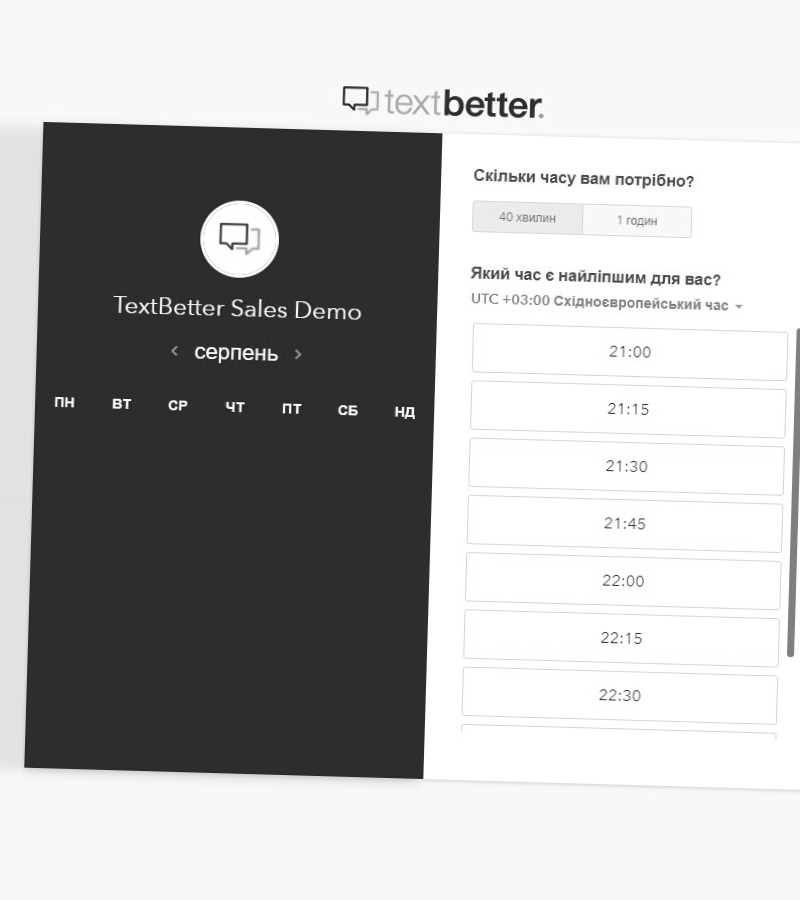 textbetter.
TextBetter Sales Demo
серпень
ПН ВТ СР ЧТ ПТ СБ НД
Скільки часу вам потрібно?
40 хвилин 1 годин
Який час є найліпшим для вас?
UTC +03:00 Східноєвропейський час
21:00
21:15
21:30
21:45
22:00
22:15
22:30